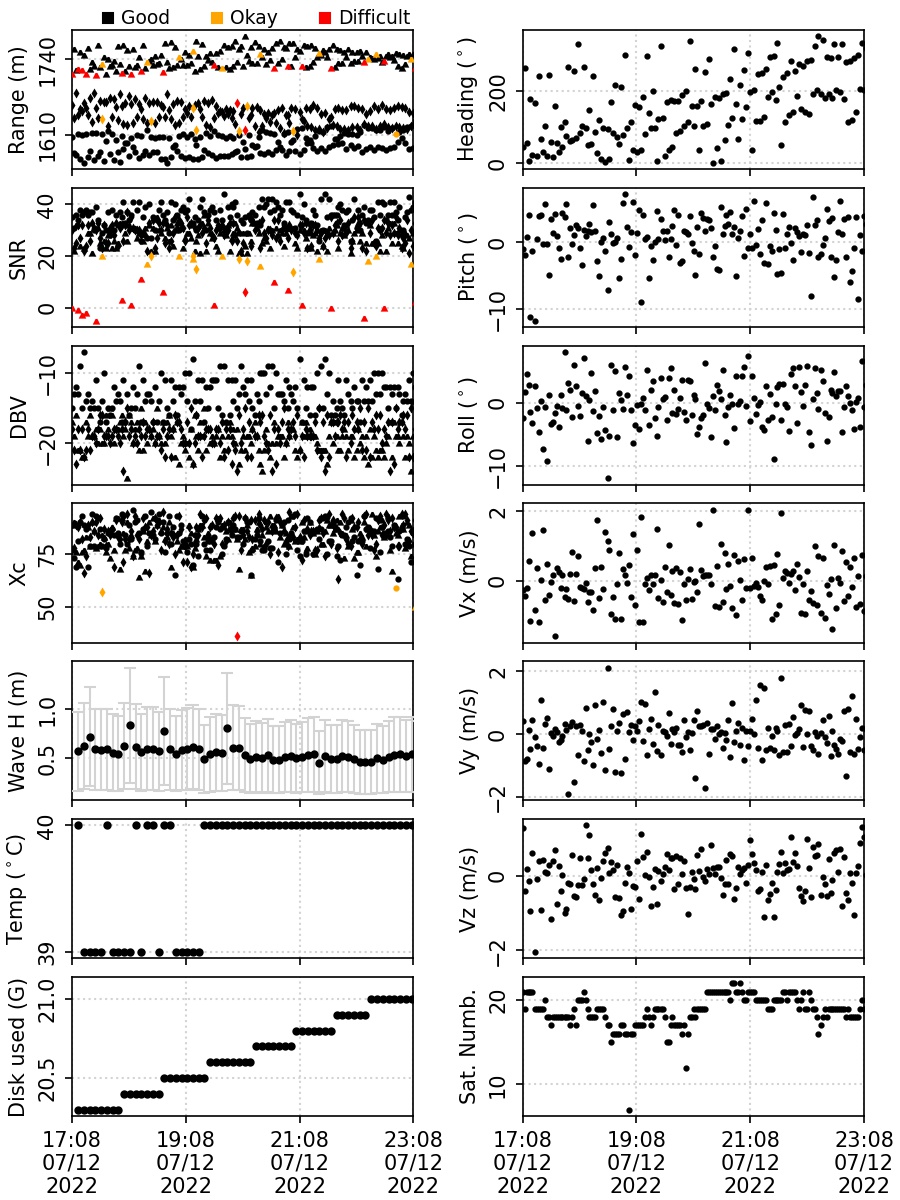 Good Okay Difficult
Range (m)
1740
1610
Heading (°)
200
0
SNR
40
20
0
Pitch (°)
0
−10
DBV
−10
−20
Roll (°)
0
−10
Xc
75
50
Vx (m/s)
2
0
Wave H (m)
1.0
0.5
Vy (m/s)
2
0
−2
Temp (°C)
40
39
Vz (m/s)
0
−2
Disk used (G)
21.0
20.5
Sat. Numb.
20
10
17:08 19:08 21:08 23:08
07/12 07/12 07/12 07/12
2022 2022 2022 2022
17:08 19:08 21:08 23:08
07/12 07/12 07/12 07/12
2022 2022 2022 2022